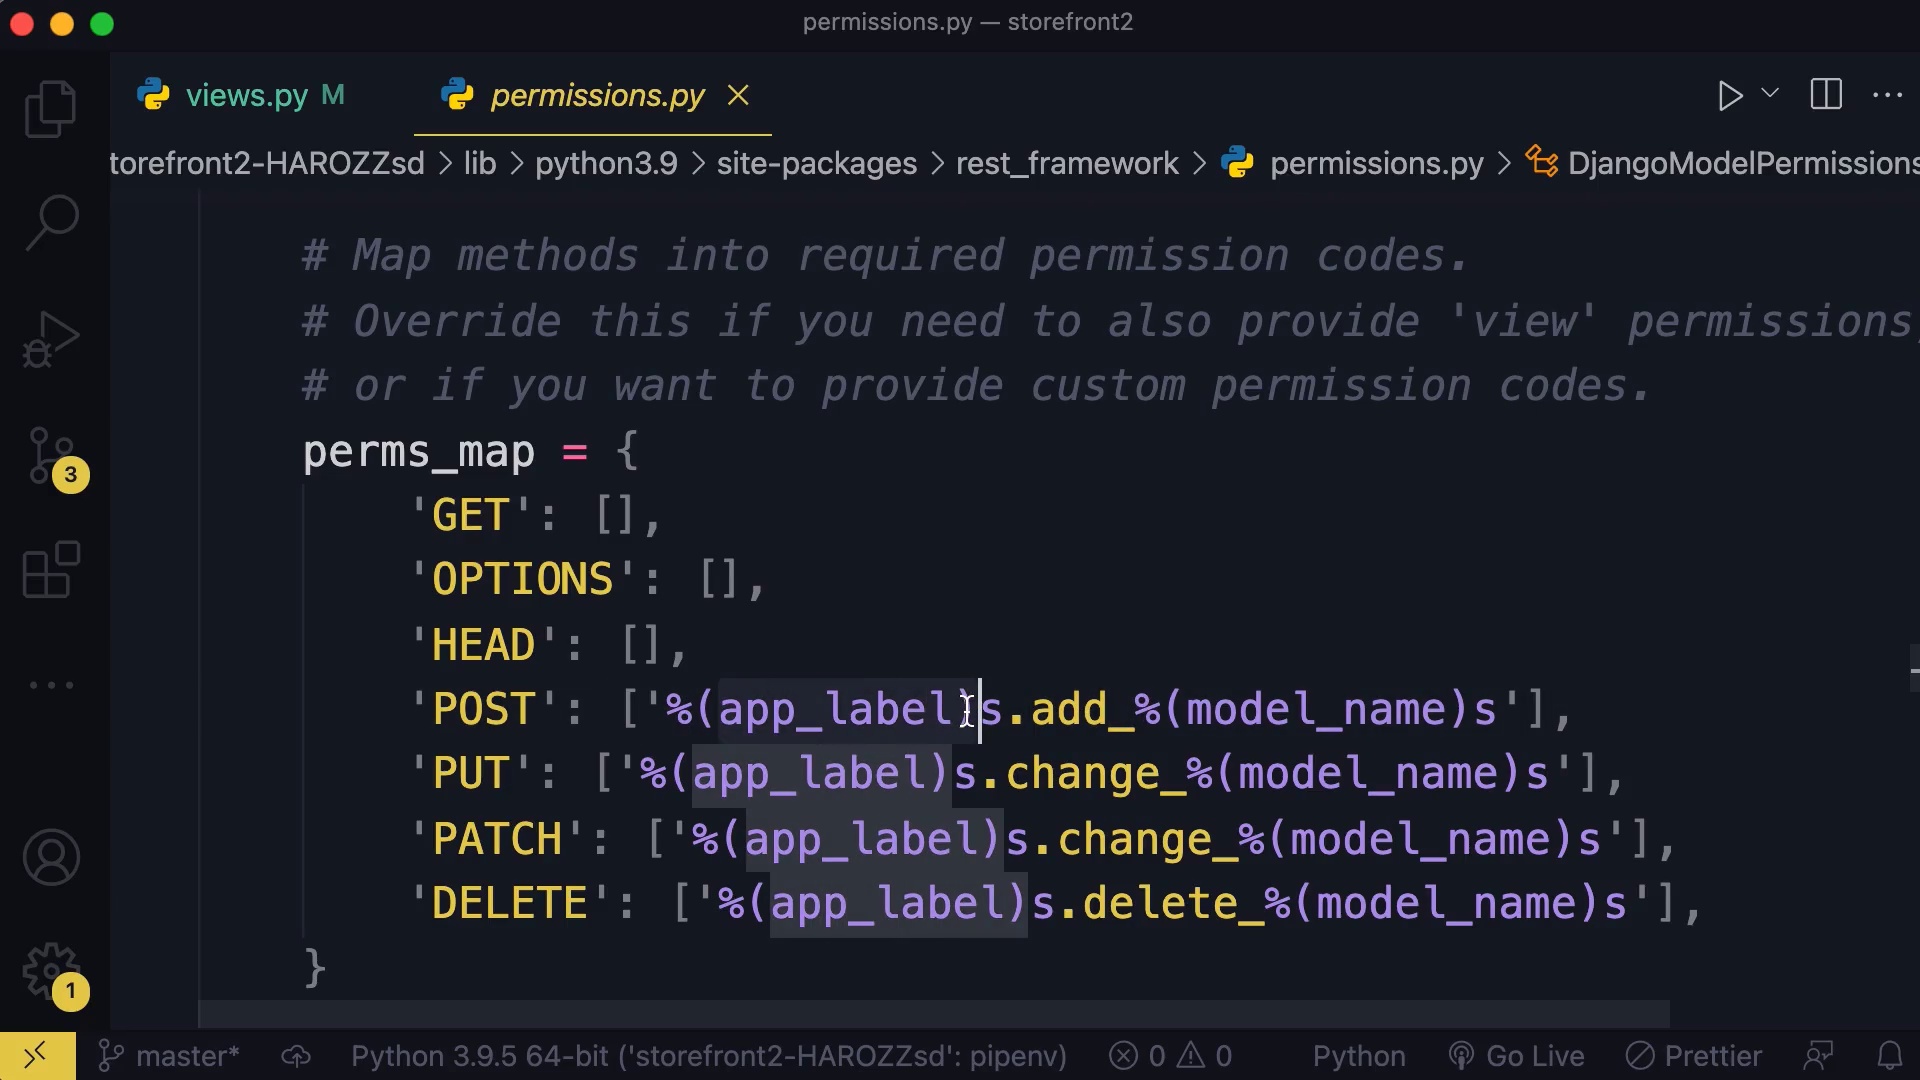 permissions.py — storefront2
views.py M
permissions.py
torefront2-HAROZZsd > lib > python3.9 > site-packages > rest_framework > permissions.py > DjangoModelPermissions
# Map methods into required permission codes.
# Override this if you need to also provide 'view' permissions,
# or if you want to provide custom permission codes.
perms_map = {
'GET': [],
'OPTIONS': [],
'HEAD': [],
'POST': ['%(app_label)s.add_%(model_name)s'],
'PUT': ['%(app_label)s.change_%(model_name)s'],
'PATCH': ['%(app_label)s.change_%(model_name)s'],
'DELETE': ['%(app_label)s.delete_%(model_name)s'],
}
3
1
master* Python 3.9.5 64-bit ('storefront2-HAROZZsd': pipenv) 0 0 Python Go Live Prettier